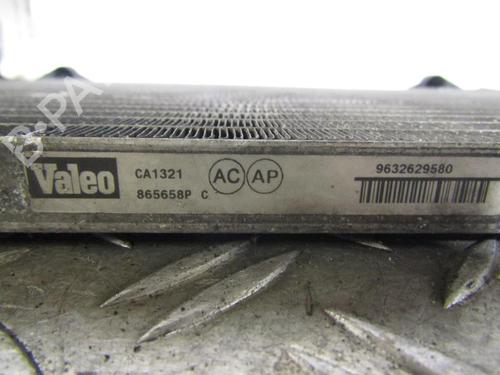 B-PA
Valeo
CA1321
865658P C
AC AP
9632629580